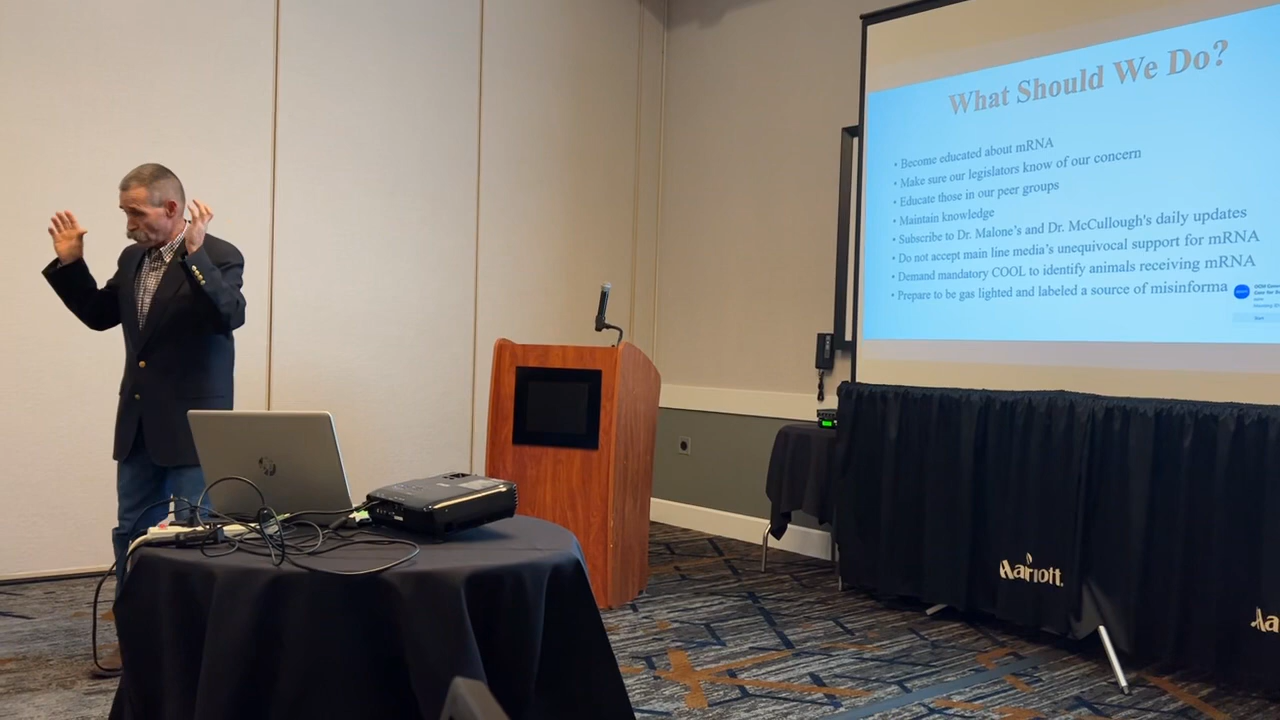 What Should We Do?
• Become educated about mRNA
• Make sure our legislators know of our concern
• Educate those in our peer groups
• Maintain knowledge
• Subscribe to Dr. Malone's and Dr. McCullough's daily updates
• Do not accept main line media's unequivocal support for mRNA
• Demand mandatory COOL to identify animals receiving mRNA
• Prepare to be gas lighted and labeled a source of misinforma
Marriott